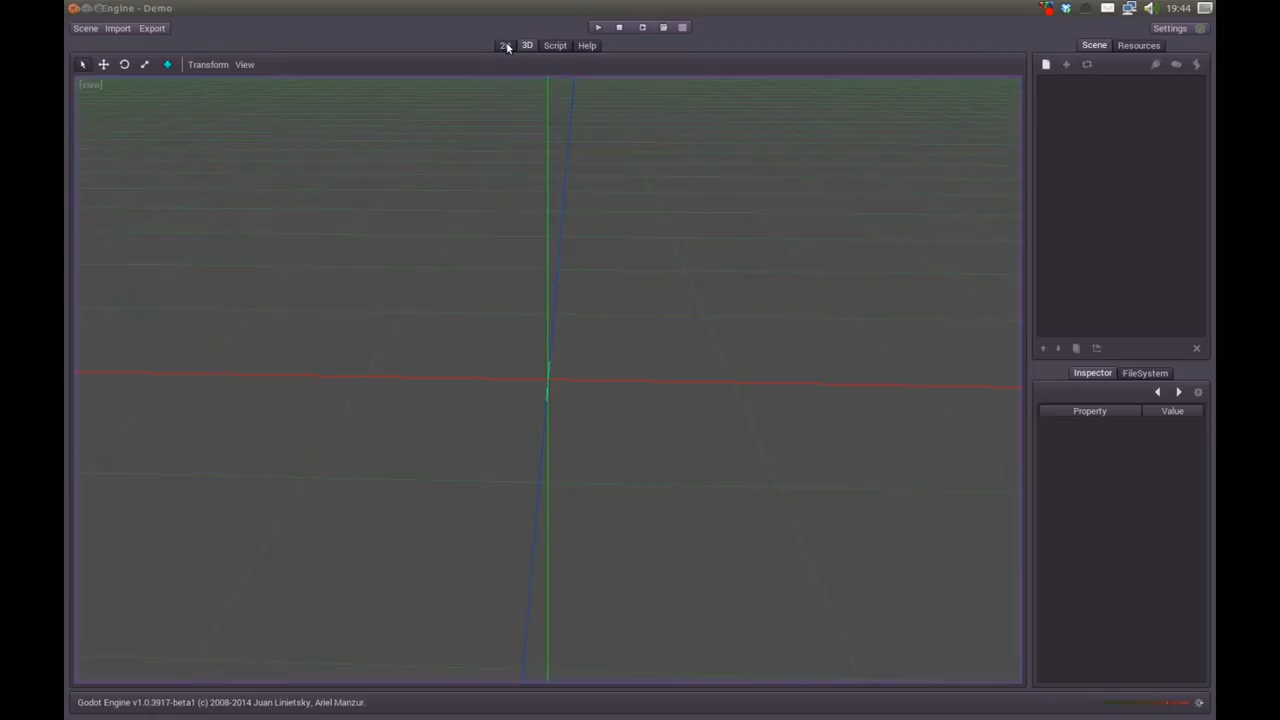 Godot Engine - Demo
19:44
Scene Import Export
Settings
3D Script Help
Scene Resources
Transform View
Inspector FileSystem
Property Value
Godot Engine v1.0.3917-beta1 (c) 2008-2014 Juan Linietsky, Ariel Manzur.